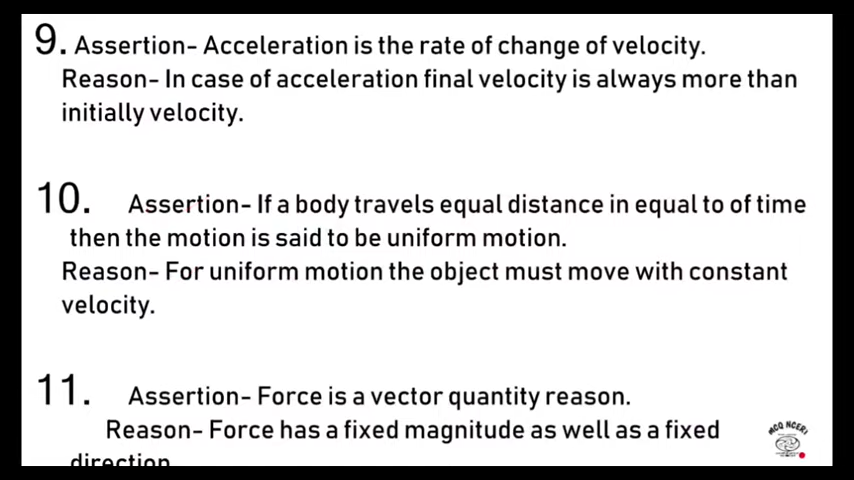 9. Assertion- Acceleration is the rate of change of velocity.
Reason- In case of acceleration final velocity is always more than
initially velocity.
10. Assertion- If a body travels equal distance in equal to of time
then the motion is said to be uniform motion.
Reason- For uniform motion the object must move with constant
velocity.
11. Assertion- Force is a vector quantity reason.
Reason- Force has a fixed magnitude as well as a fixed
direction
MCQ NCERT